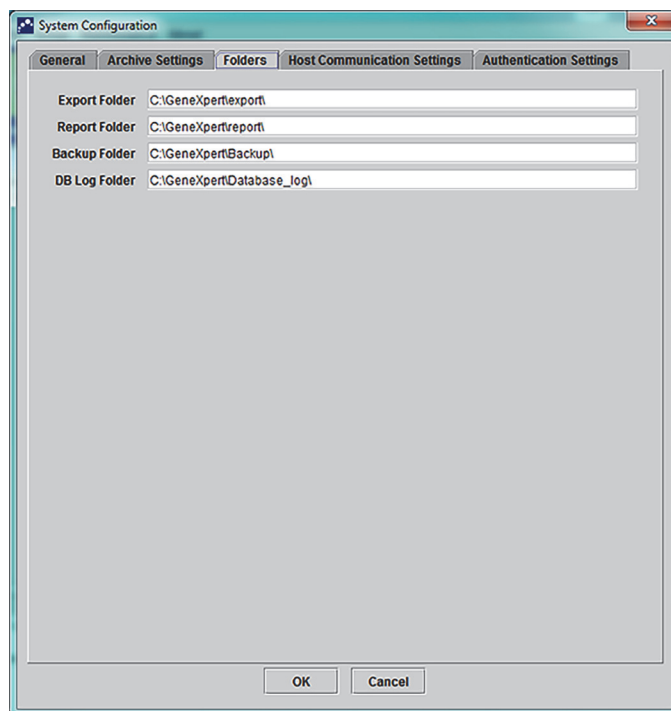 System Configuration
General Archive Settings Folders Host Communication Settings Authentication Settings
Export Folder C:\GeneXpert\export\
Report Folder C:\GeneXpert\report\
Backup Folder C:\GeneXpert\Backup\
DB Log Folder C:\GeneXpert\Database_log\
OK Cancel